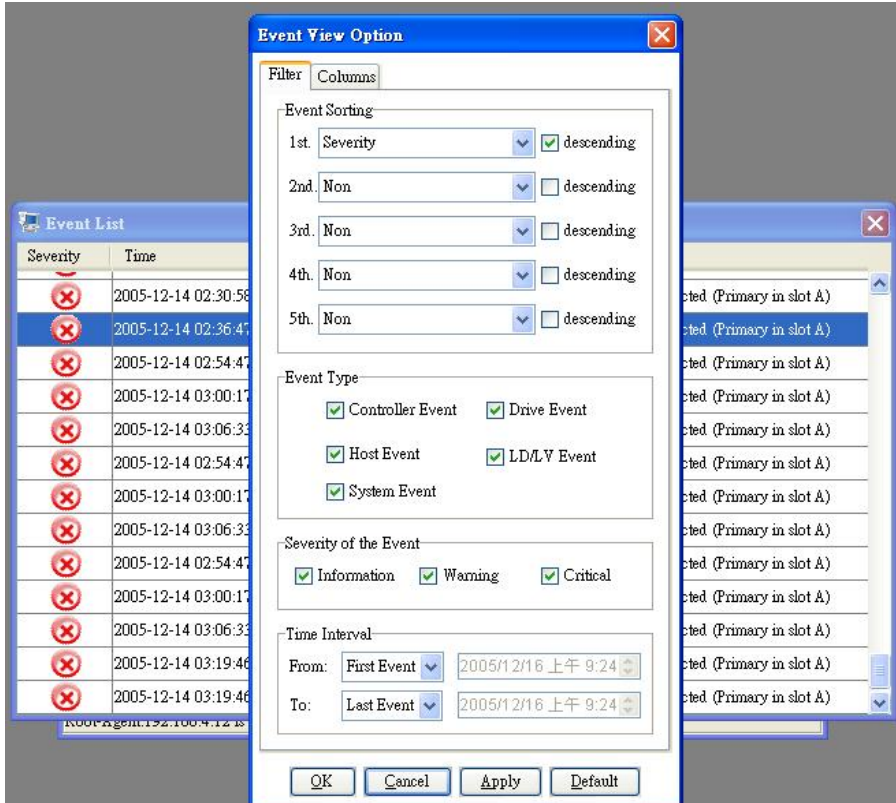 Event View Option
Filter Columns
Event Sorting
1st. Severity descending
2nd. Non descending
3rd. Non descending
4th. Non descending
5th. Non descending
Event Type
Controller Event Drive Event
Host Event LD/LV Event
System Event
Severity of the Event
Information Warning Critical
Time Interval
From: First Event 2005/12/16 上午 9:24
To: Last Event 2005/12/16 上午 9:24
OK Cancel Apply Default
Event List
Severity Time
2005-12-14 02:30:58 cted (Primary in slot A)
2005-12-14 02:36:47 cted (Primary in slot A)
2005-12-14 02:54:47 cted (Primary in slot A)
2005-12-14 03:00:17 cted (Primary in slot A)
2005-12-14 03:06:33 cted (Primary in slot A)
2005-12-14 02:54:47 cted (Primary in slot A)
2005-12-14 03:00:17 cted (Primary in slot A)
2005-12-14 03:06:33 cted (Primary in slot A)
2005-12-14 02:54:47 cted (Primary in slot A)
2005-12-14 03:00:17 cted (Primary in slot A)
2005-12-14 03:06:33 cted (Primary in slot A)
2005-12-14 03:19:46 cted (Primary in slot A)
2005-12-14 03:19:46 cted (Primary in slot A)